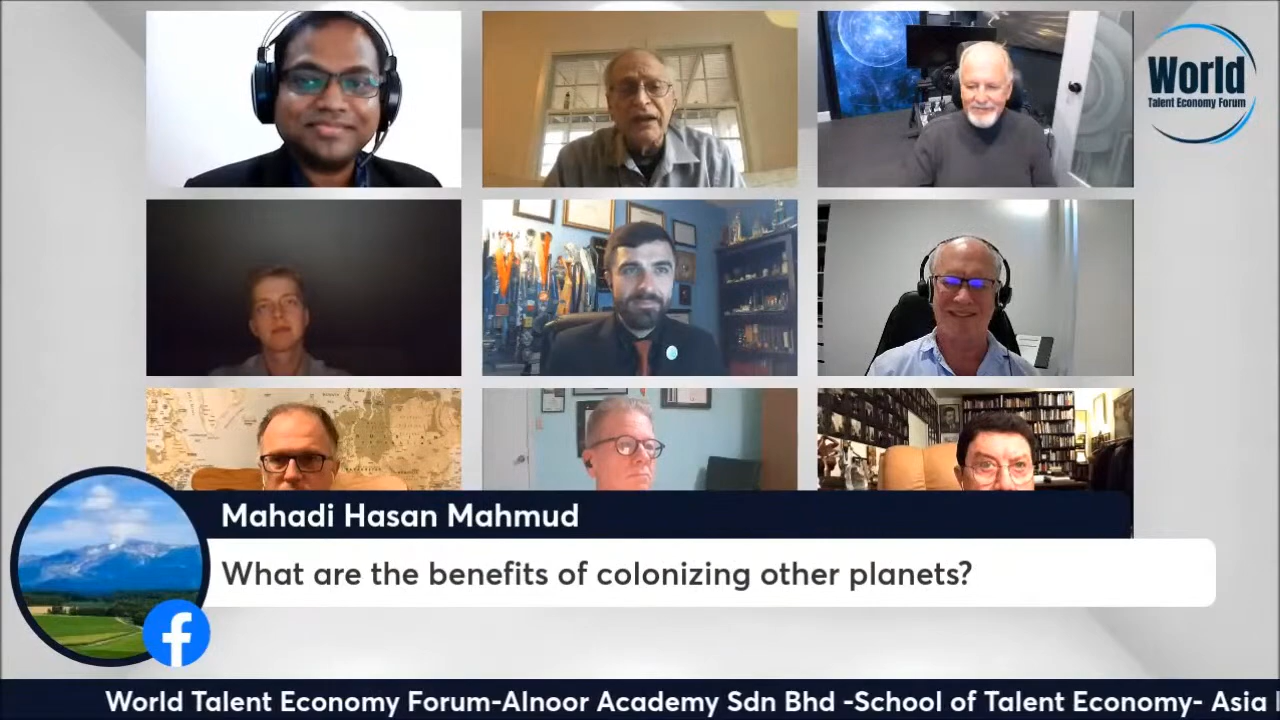 World
Talent Economy Forum
Mahadi Hasan Mahmud
What are the benefits of colonizing other planets?
World Talent Economy Forum-Alnoor Academy Sdn Bhd -School of Talent Economy- Asia